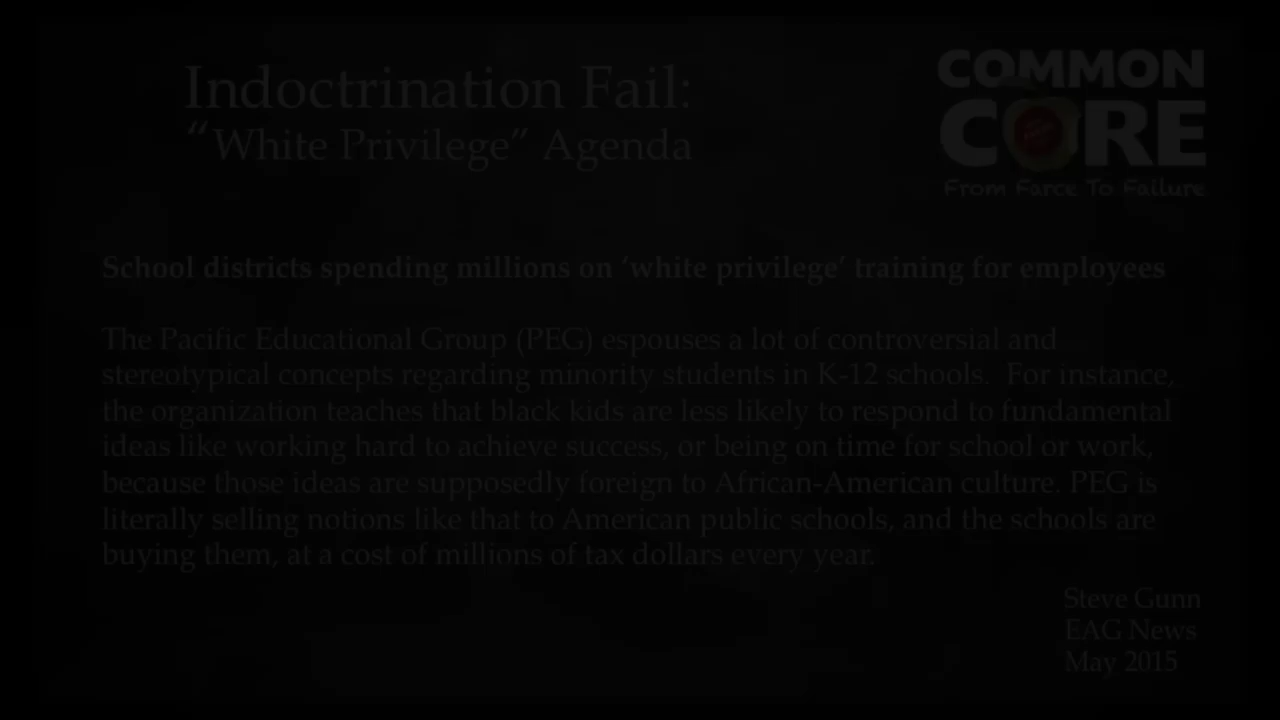 Indoctrination Fail:
“White Privilege” Agenda
COMMON
CORE
From Farce To Failure
School districts spending millions on ‘white privilege’ training for employees
The Pacific Educational Group (PEG) espouses a lot of controversial and
stereotypical concepts regarding minority students in K-12 schools.  For instance,
the organization teaches that black kids are less likely to respond to fundamental
ideas like working hard to achieve success, or being on time for school or work,
because those ideas are supposedly foreign to African-American culture. PEG is
literally selling notions like that to American public schools, and the schools are
buying them, at a cost of millions of tax dollars every year.
Steve Gunn
EAG News
May 2015